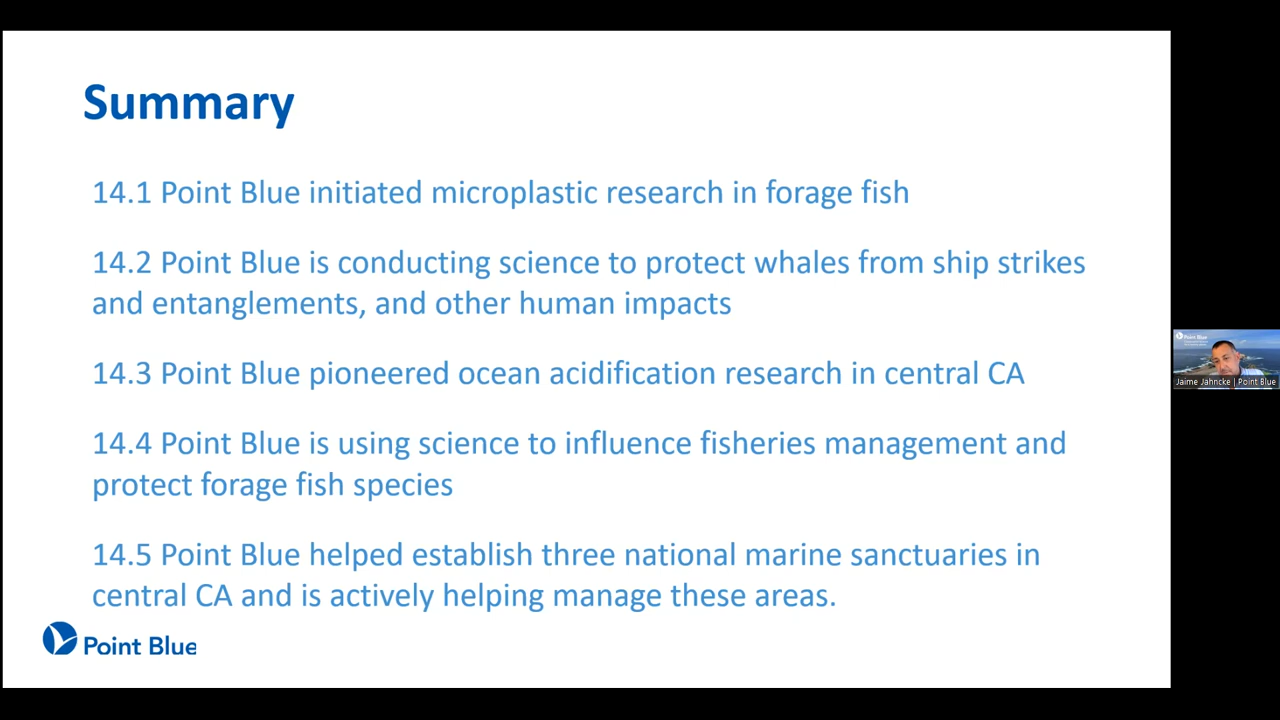 Summary
14.1 Point Blue initiated microplastic research in forage fish
14.2 Point Blue is conducting science to protect whales from ship strikes
and entanglements, and other human impacts
14.3 Point Blue pioneered ocean acidification research in central CA
14.4 Point Blue is using science to influence fisheries management and
protect forage fish species
14.5 Point Blue helped establish three national marine sanctuaries in
central CA and is actively helping manage these areas.
Point Blue
Point Blue
Jaime Jahncke | Point Blue